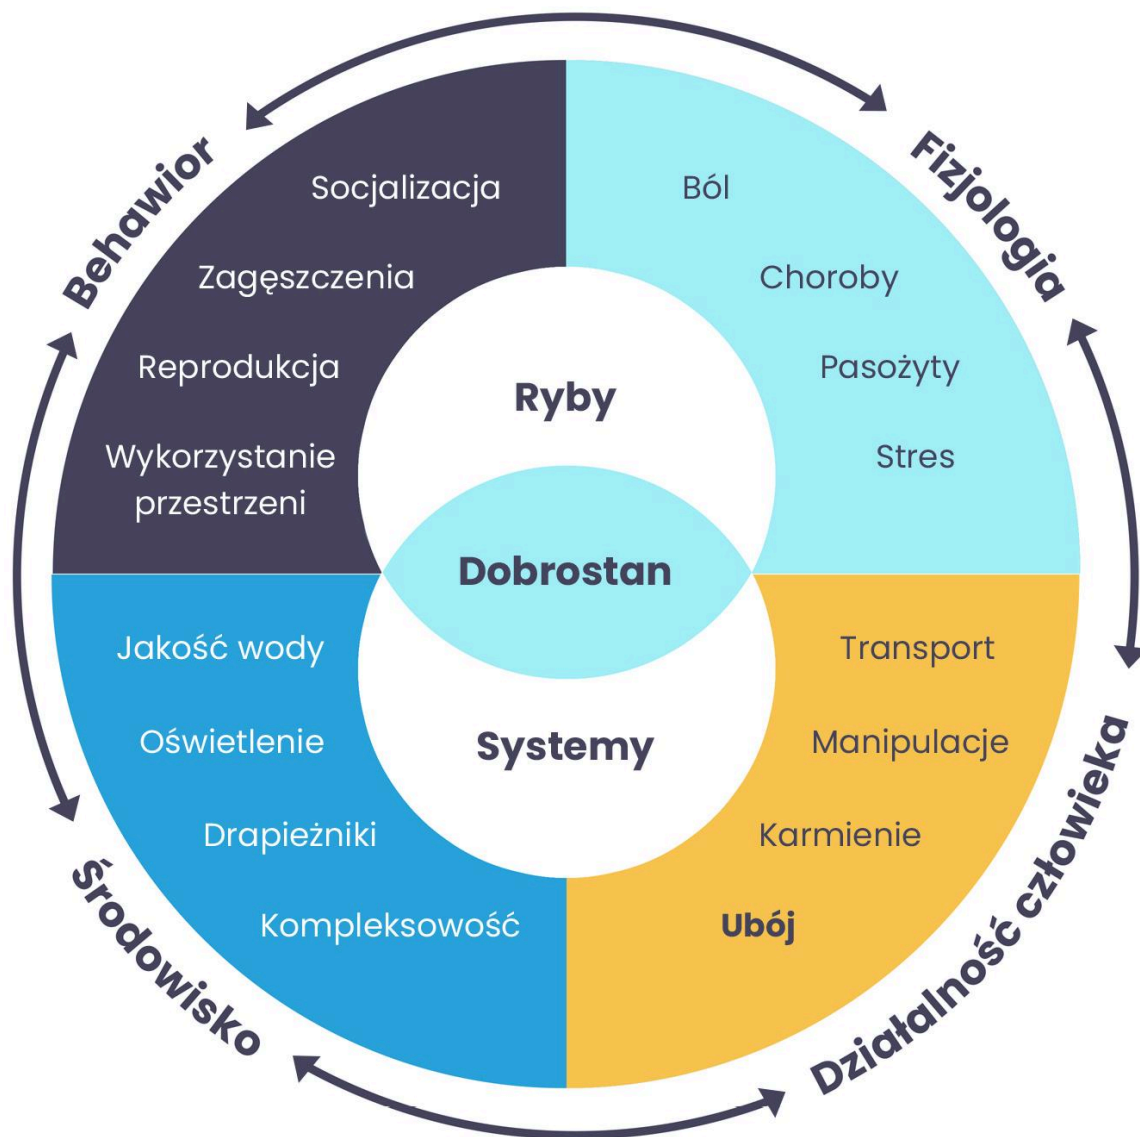 Behawior
Socjalizacja
Zagęszczenia
Reprodukcja
Wykorzystanie
przestrzeni
Fizjologia
Ból
Choroby
Pasożyty
Stres
Ryby
Dobrostan
Systemy
Środowisko
Jakość wody
Oświetlenie
Drapieżniki
Kompleksowość
Działalność człowieka
Transport
Manipulacje
Karmienie
Ubój